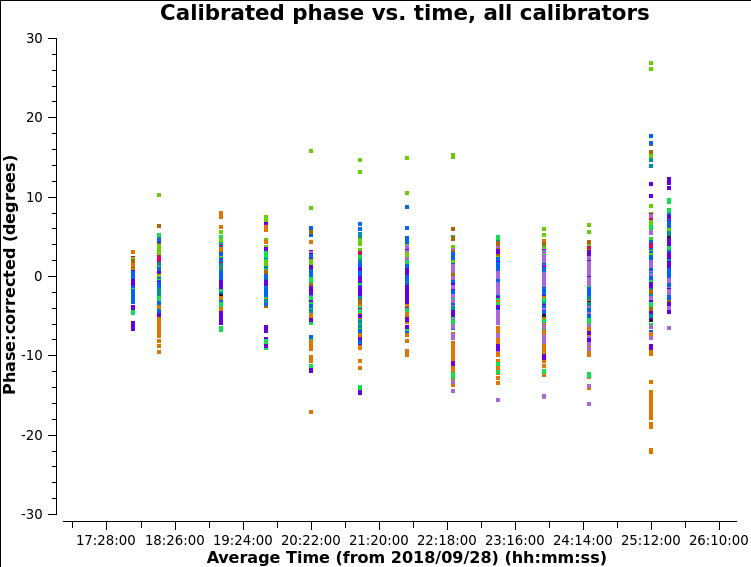 Calibrated phase vs. time, all calibrators
Phase:corrected (degrees)
30
20
10
0
-10
-20
-30
17:28:00 18:26:00 19:24:00 20:22:00 21:20:00 22:18:00 23:16:00 24:14:00 25:12:00 26:10:00
Average Time (from 2018/09/28) (hh:mm:ss)